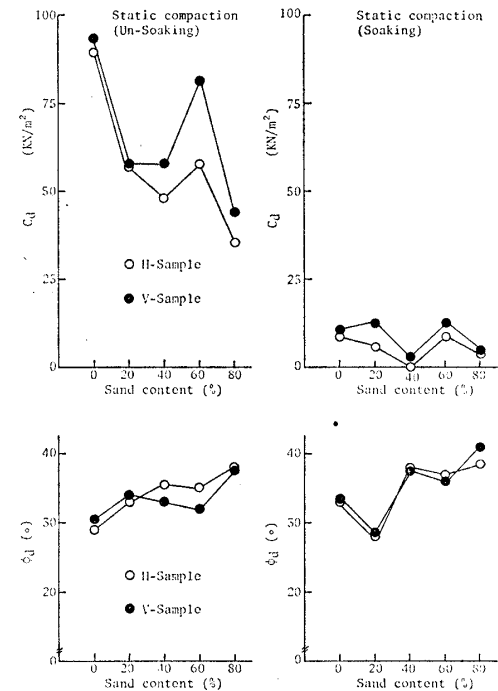 Static compaction
(Un-Soaking)
100
75
50
25
0
(KN/m²)
Cd
H-Sample
V-Sample
0 20 40 60 80
Sand content (%)
Static compaction
(Soaking)
100
75
50
25
0
(KN/m²)
Cd
0 20 40 60 80
Sand content (%)
40
30
20
0
ϕd (°)
H-Sample
V-Sample
0 20 40 60 80
Sand content (%)
40
30
20
0
ϕd (°)
H-Sample
V-Sample
0 20 40 60 80
Sand content (%)